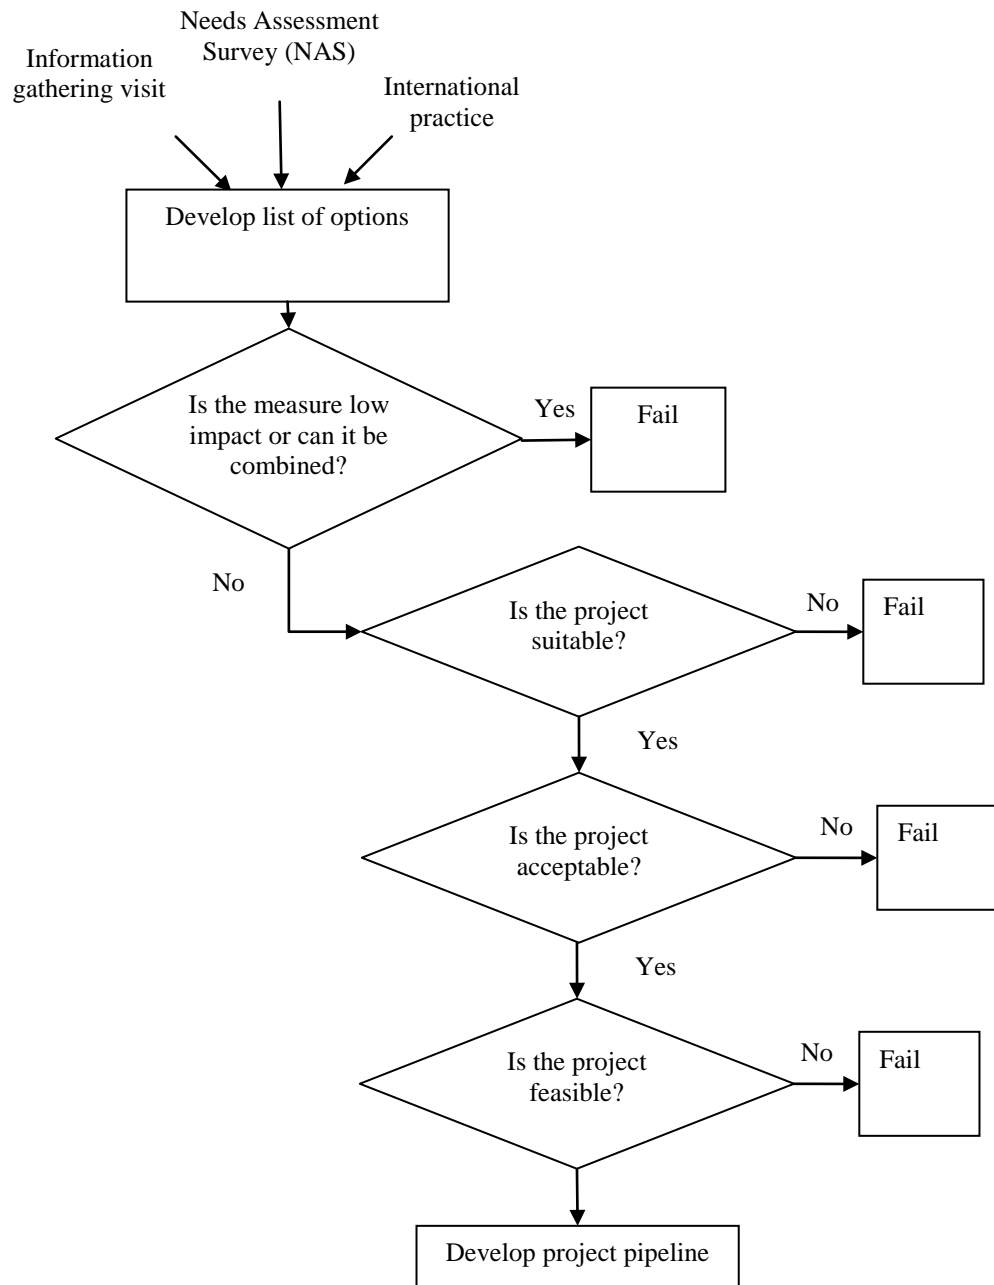 Needs Assessment
Survey (NAS)
Information
gathering visit
International
practice
Develop list of options
Is the measure low
impact or can it be
combined?
Yes
Fail
No
Is the project
suitable?
No
Fail
Yes
Is the project
acceptable?
No
Fail
Yes
Is the project
feasible?
No
Fail
Develop project pipeline